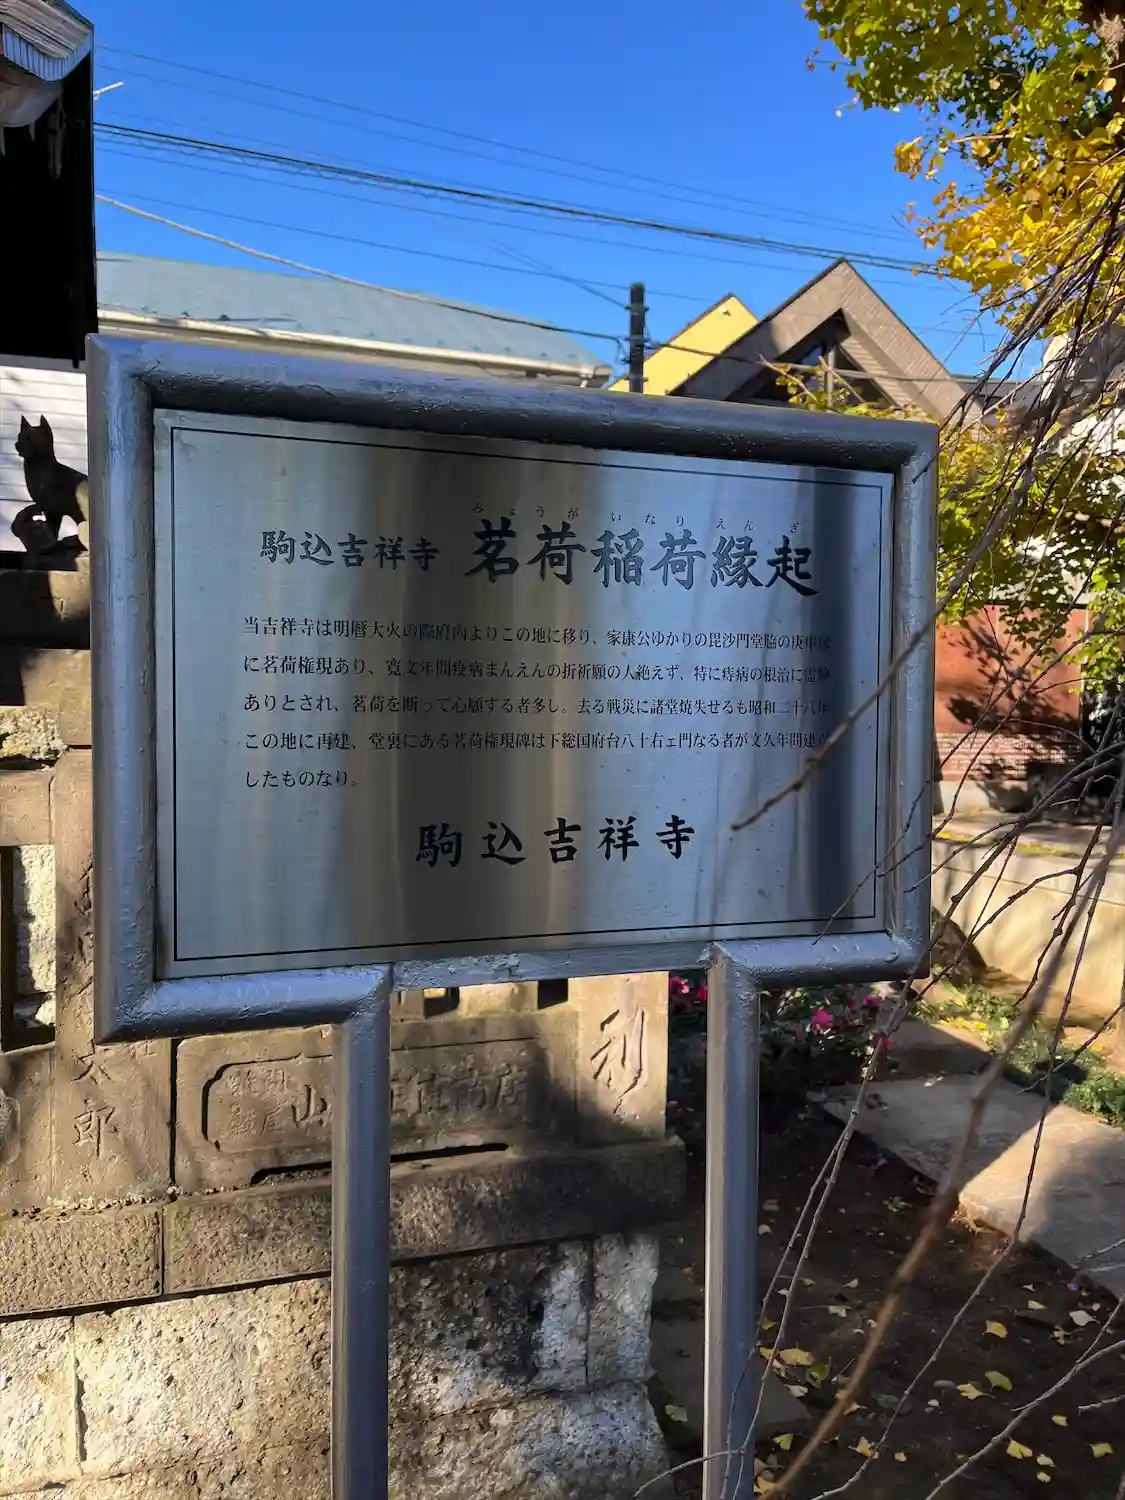 みょうがいなりえんぎ
駒込吉祥寺 茗荷稲荷縁起
当吉祥寺は明暦大火の際府内よりこの地に移り、家康公ゆかりの毘沙門堂脇の庚申塚
に茗荷権現あり、寛文年間疫病まんえんの折祈願の人絶えず、特に痔病の根治に霊験
ありとされ、茗荷を断って心願する者多し。去る戦災に諸堂焼失せるも昭和二十八年
この地に再建、堂裏にある茗荷権現碑は下総国府台八十右ェ門なる者が文久年間建立
したものなり。
駒込吉祥寺
太郎
山
商店
利